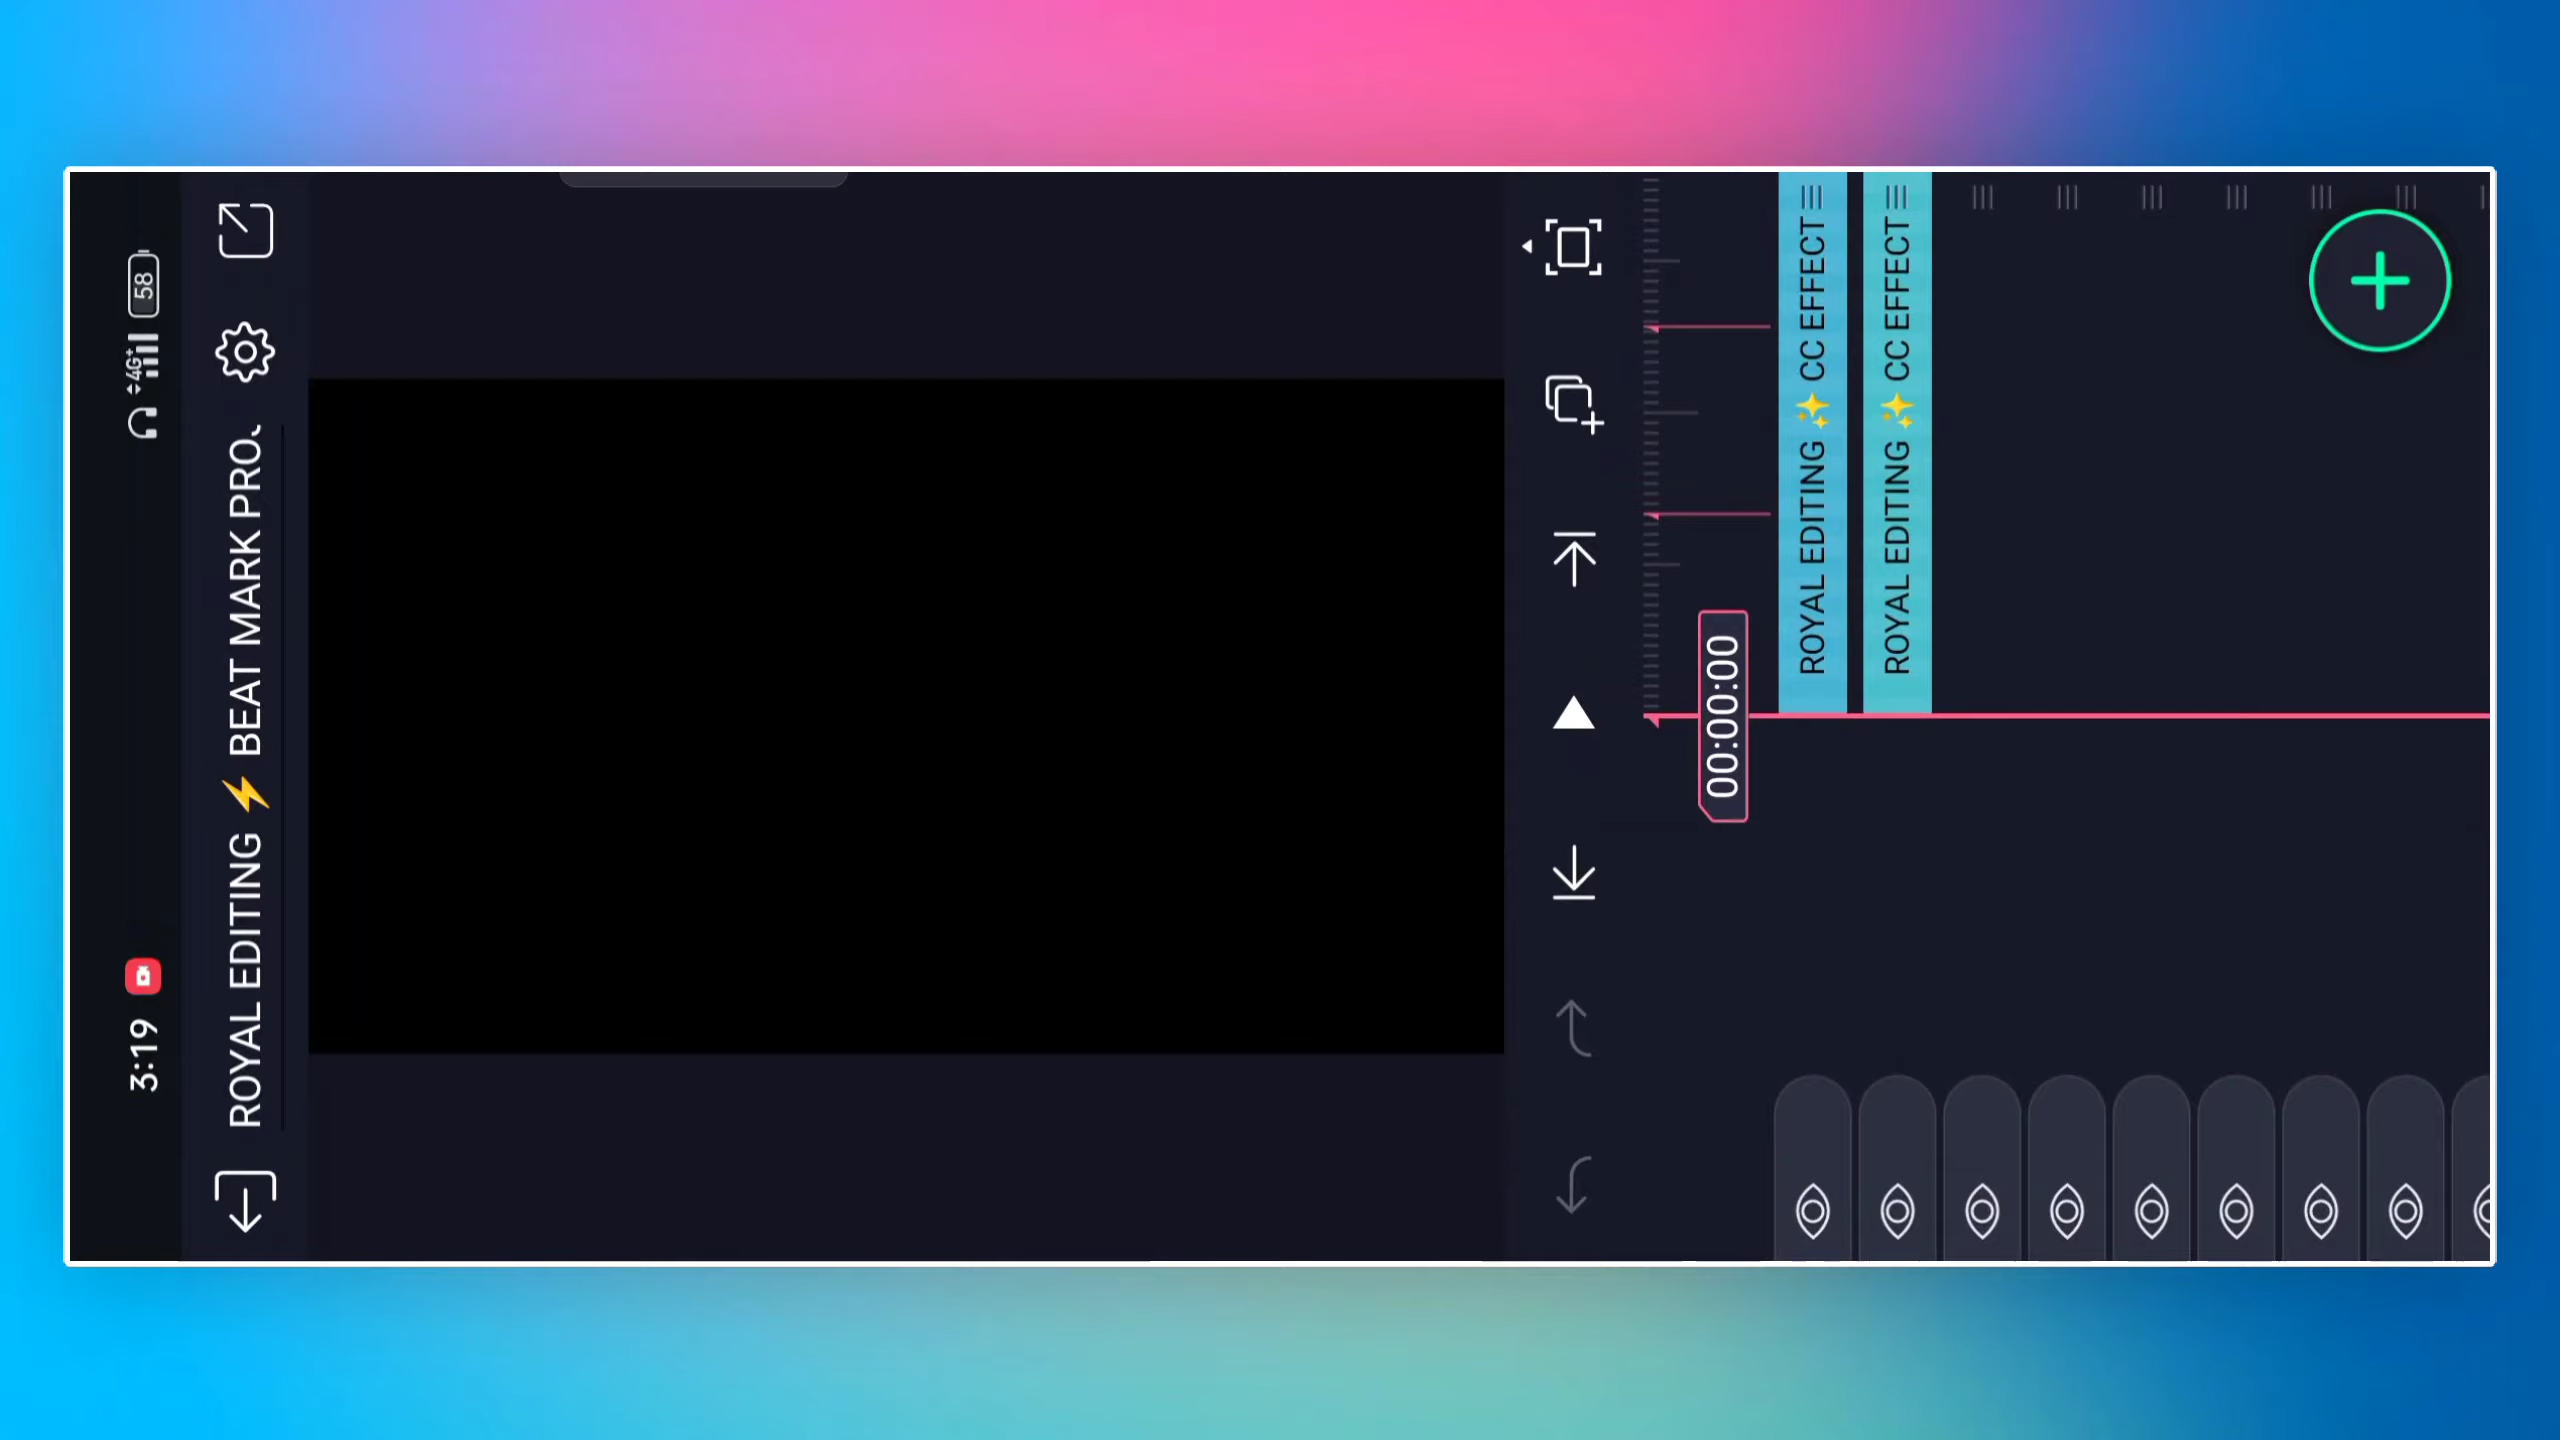 3:19
4G+
58
ROYAL EDITING ⚡ BEAT MARK PRO
00:00:00
ROYAL EDITING ✨ CC EFFECT
ROYAL EDITING ✨ CC EFFECT